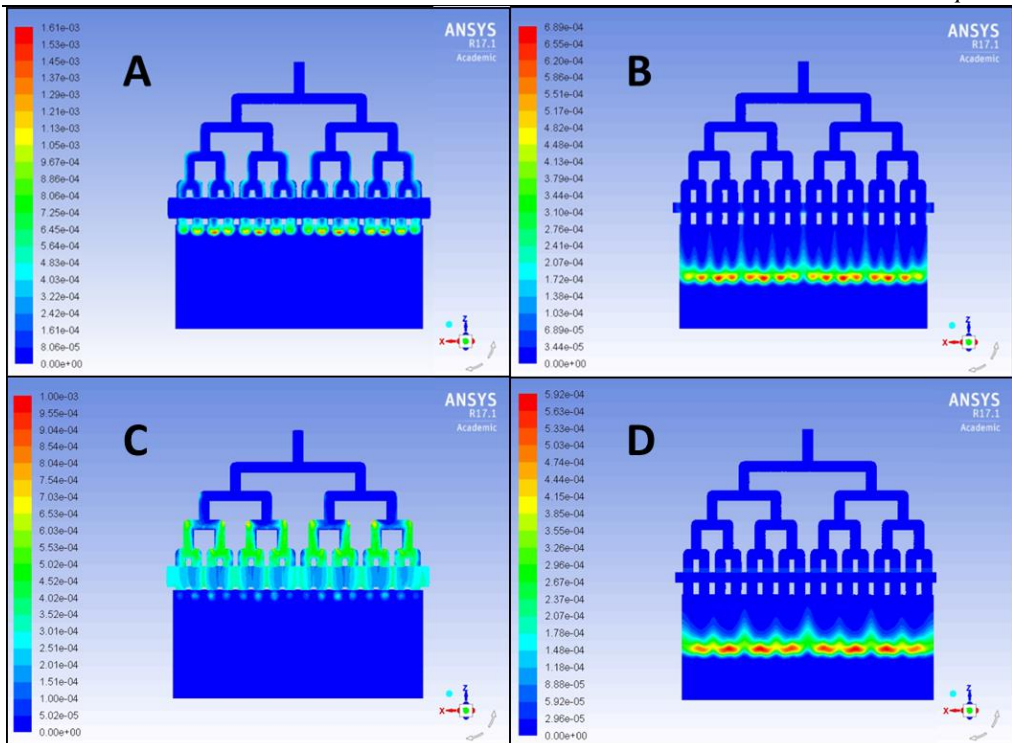 A
1.61e-03
1.53e-03
1.45e-03
1.37e-03
1.29e-03
1.21e-03
1.13e-03
1.05e-03
9.67e-04
8.86e-04
8.06e-04
7.25e-04
6.45e-04
5.64e-04
4.84e-04
4.03e-04
3.22e-04
2.42e-04
1.61e-04
8.06e-05
0.00e+00
ANSYS
R17.1
Academic
Z
X
B
6.89e-04
6.55e-04
6.20e-04
5.86e-04
5.51e-04
5.17e-04
4.82e-04
4.48e-04
4.13e-04
3.79e-04
3.44e-04
3.10e-04
2.76e-04
2.41e-04
2.07e-04
1.72e-04
1.38e-04
1.03e-04
6.89e-05
3.44e-05
0.00e+00
ANSYS
R17.1
Academic
Z
X
C
1.00e-03
9.55e-04
9.04e-04
8.54e-04
8.04e-04
7.54e-04
7.03e-04
6.53e-04
6.03e-04
5.53e-04
5.02e-04
4.52e-04
4.02e-04
3.52e-04
3.01e-04
2.51e-04
2.01e-04
1.51e-04
1.00e-04
5.02e-05
0.00e+00
ANSYS
R17.1
Academic
Z
X
D
5.92e-04
5.63e-04
5.33e-04
5.03e-04
4.74e-04
4.44e-04
4.15e-04
3.85e-04
3.55e-04
3.26e-04
2.96e-04
2.67e-04
2.37e-04
2.07e-04
1.78e-04
1.48e-04
1.18e-04
8.88e-05
5.92e-05
2.96e-05
0.00e+00
ANSYS
R17.1
Academic
Z
X